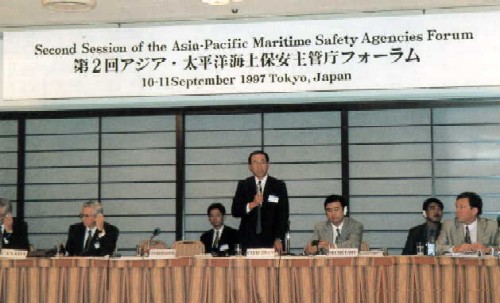 Second Session of the Asia-Pacific Maritime Safety Agencies Forum
第2回アジア・太平洋海上保安主管庁フォーラム
10-11September 1997 Tokyo, Japan